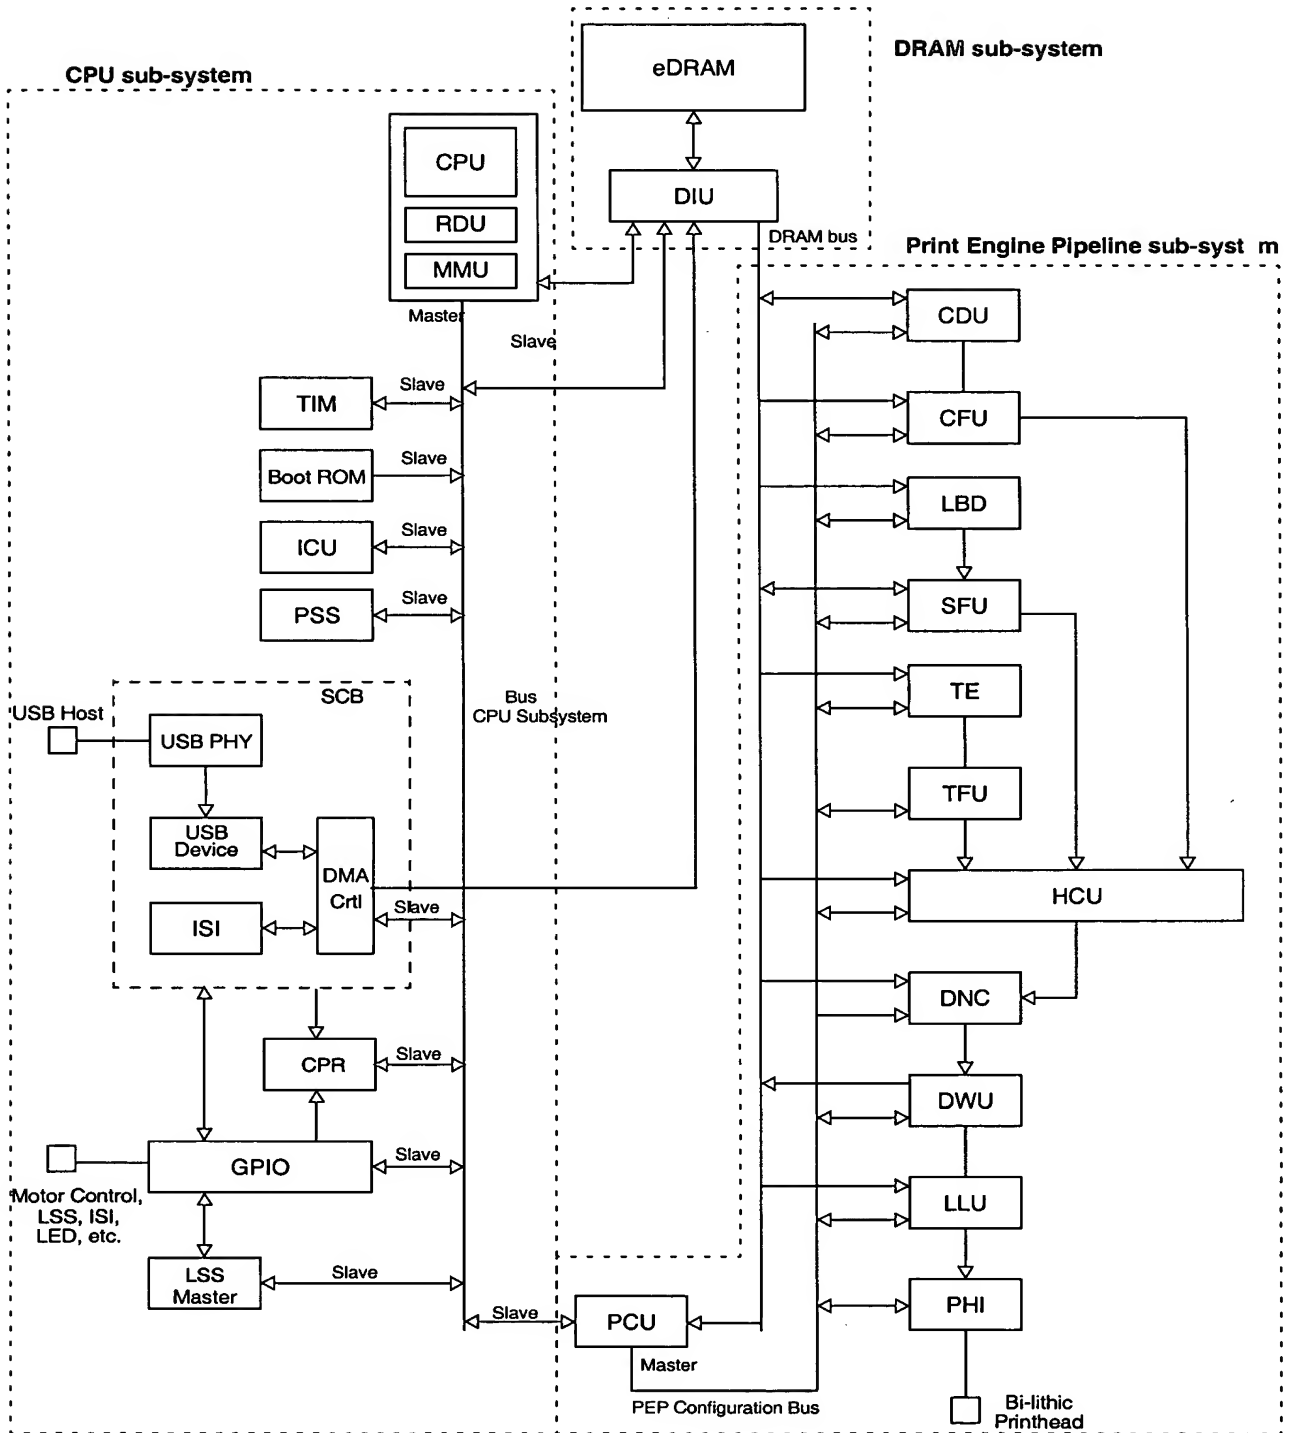 DRAM sub-system
CPU sub-system
eDRAM
CPU
RDU
MMU
DIU
DRAM bus
Print Engine Pipeline sub-syst m
Master
Slave
CDU
TIM
Slave
CFU
Boot ROM
Slave
LBD
ICU
Slave
PSS
Slave
SFU
TE
SCB
Bus
CPU Subsystem
USB Host
USB PHY
TFU
USB
Device
DMA
Crtl
Slave
ISI
HCU
DNC
CPR
Slave
DWU
GPIO
Slave
Motor Control,
LSS, ISI,
LED, etc.
LLU
LSS
Master
Slave
Slave
PCU
PHI
Master
PEP Configuration Bus
Bi-lithic
Printhead